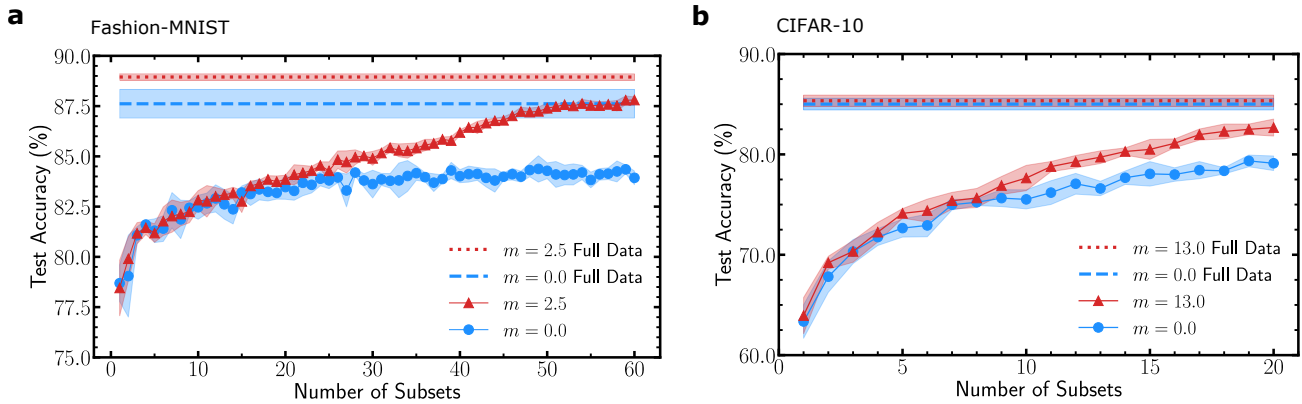 a
Fashion-MNIST
90.0
87.5
85.0
82.5
80.0
77.5
75.0
Test Accuracy (%)
m = 2.5 Full Data
m = 0.0 Full Data
m = 2.5
m = 0.0
0 10 20 30 40 50 60
Number of Subsets
b
CIFAR-10
90.0
80.0
70.0
60.0
Test Accuracy (%)
m = 13.0 Full Data
m = 0.0 Full Data
m = 13.0
m = 0.0
0 5 10 15 20
Number of Subsets